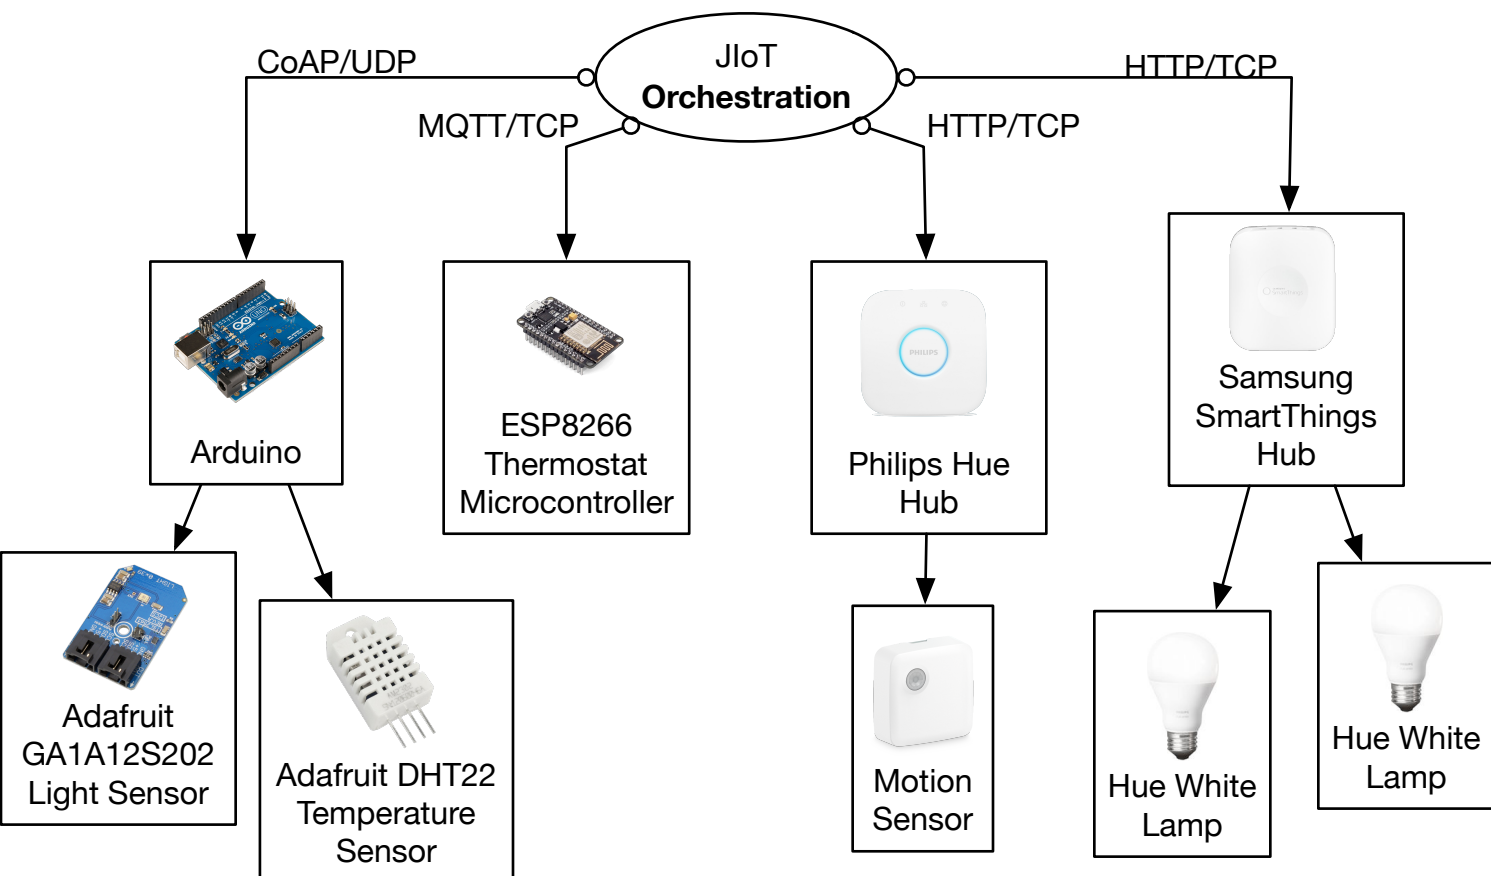 JIoT
Orchestration
CoAP/UDP
MQTT/TCP
HTTP/TCP
HTTP/TCP
Arduino
ESP8266
Thermostat
Microcontroller
PHILIPS
Philips Hue
Hub
Samsung
SmartThings
Hub
Adafruit
GA1A12S202
Light Sensor
Adafruit DHT22
Temperature
Sensor
Motion
Sensor
Hue White
Lamp
Hue White
Lamp